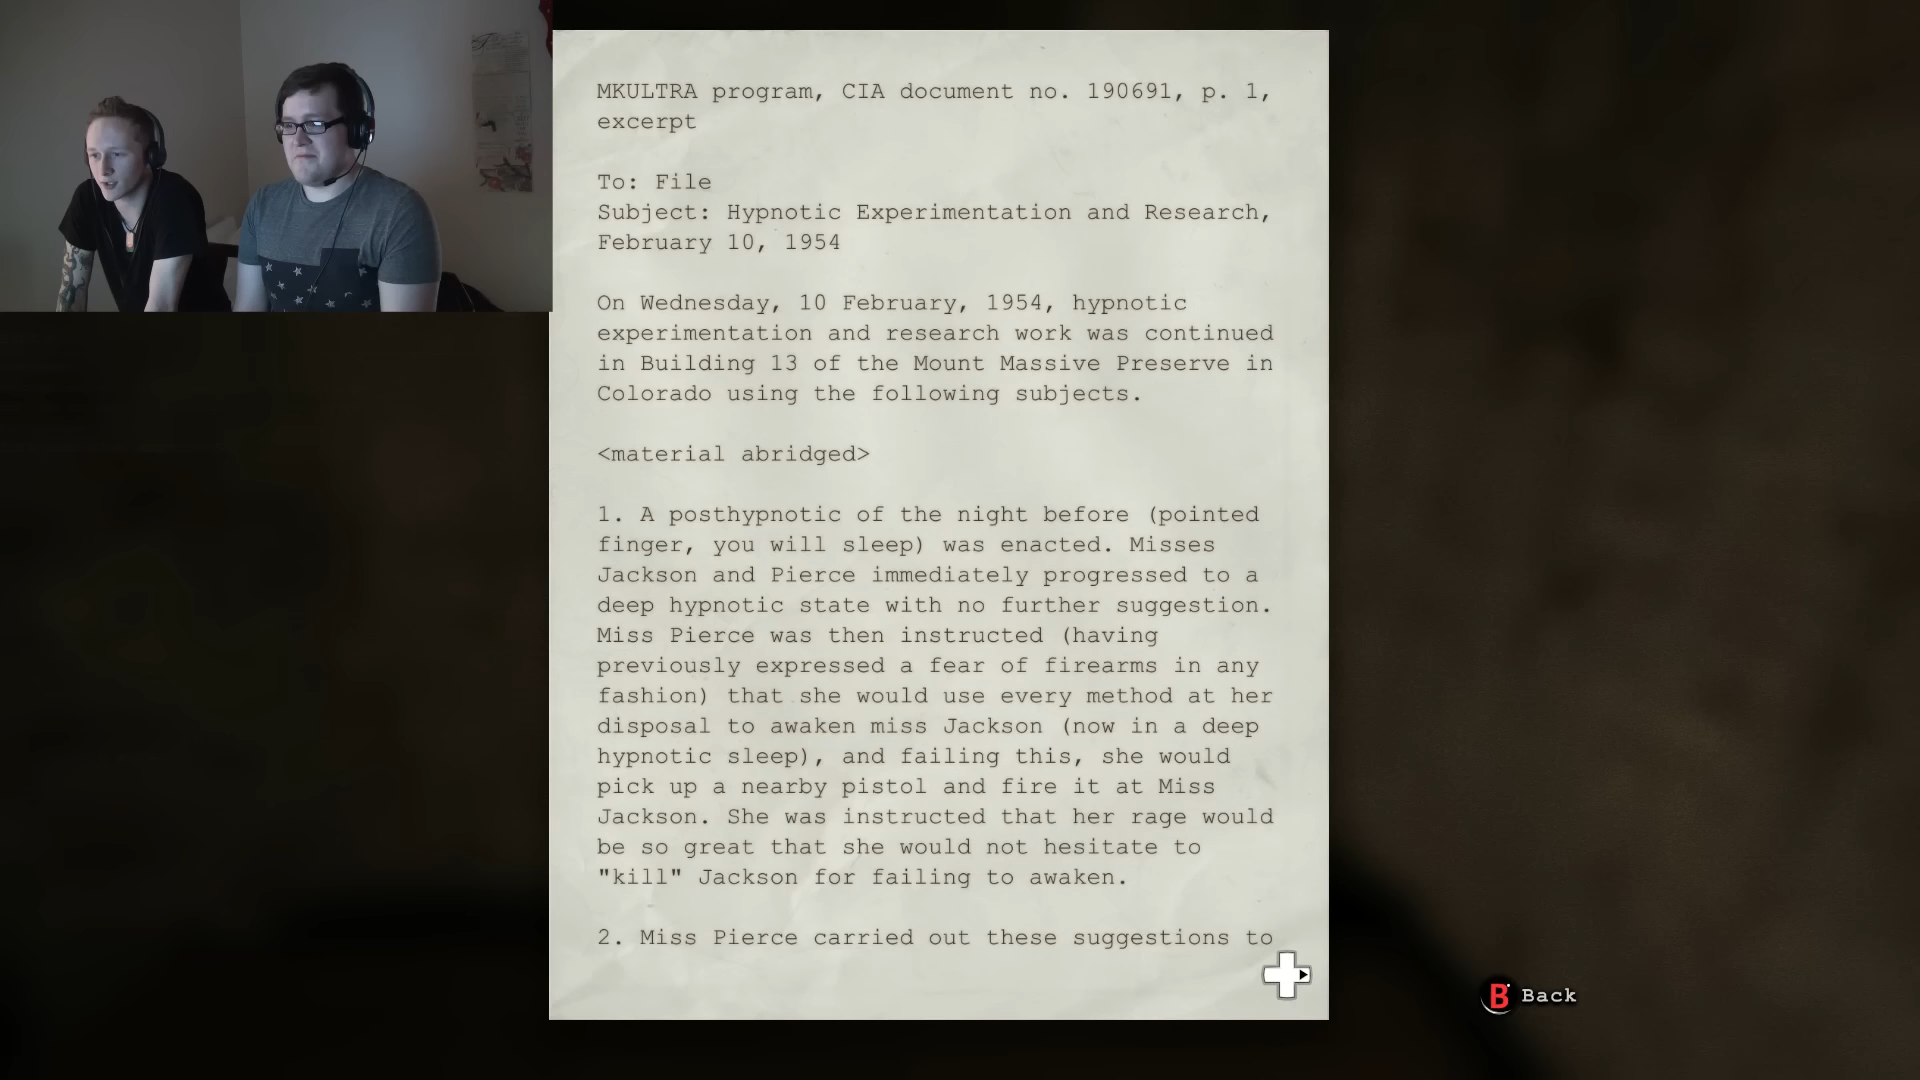 MKULTRA program, CIA document no. 190691, p. 1,
excerpt
To: File
Subject: Hypnotic Experimentation and Research,
February 10, 1954
On Wednesday, 10 February, 1954, hypnotic
experimentation and research work was continued
in Building 13 of the Mount Massive Preserve in
Colorado using the following subjects.
<material abridged>
1. A posthypnotic of the night before (pointed
finger, you will sleep) was enacted. Misses
Jackson and Pierce immediately progressed to a
deep hypnotic state with no further suggestion.
Miss Pierce was then instructed (having
previously expressed a fear of firearms in any
fashion) that she would use every method at her
disposal to awaken miss Jackson (now in a deep
hypnotic sleep), and failing this, she would
pick up a nearby pistol and fire it at Miss
Jackson. She was instructed that her rage would
be so great that she would not hesitate to
"kill" Jackson for failing to awaken.
2. Miss Pierce carried out these suggestions to
B Back